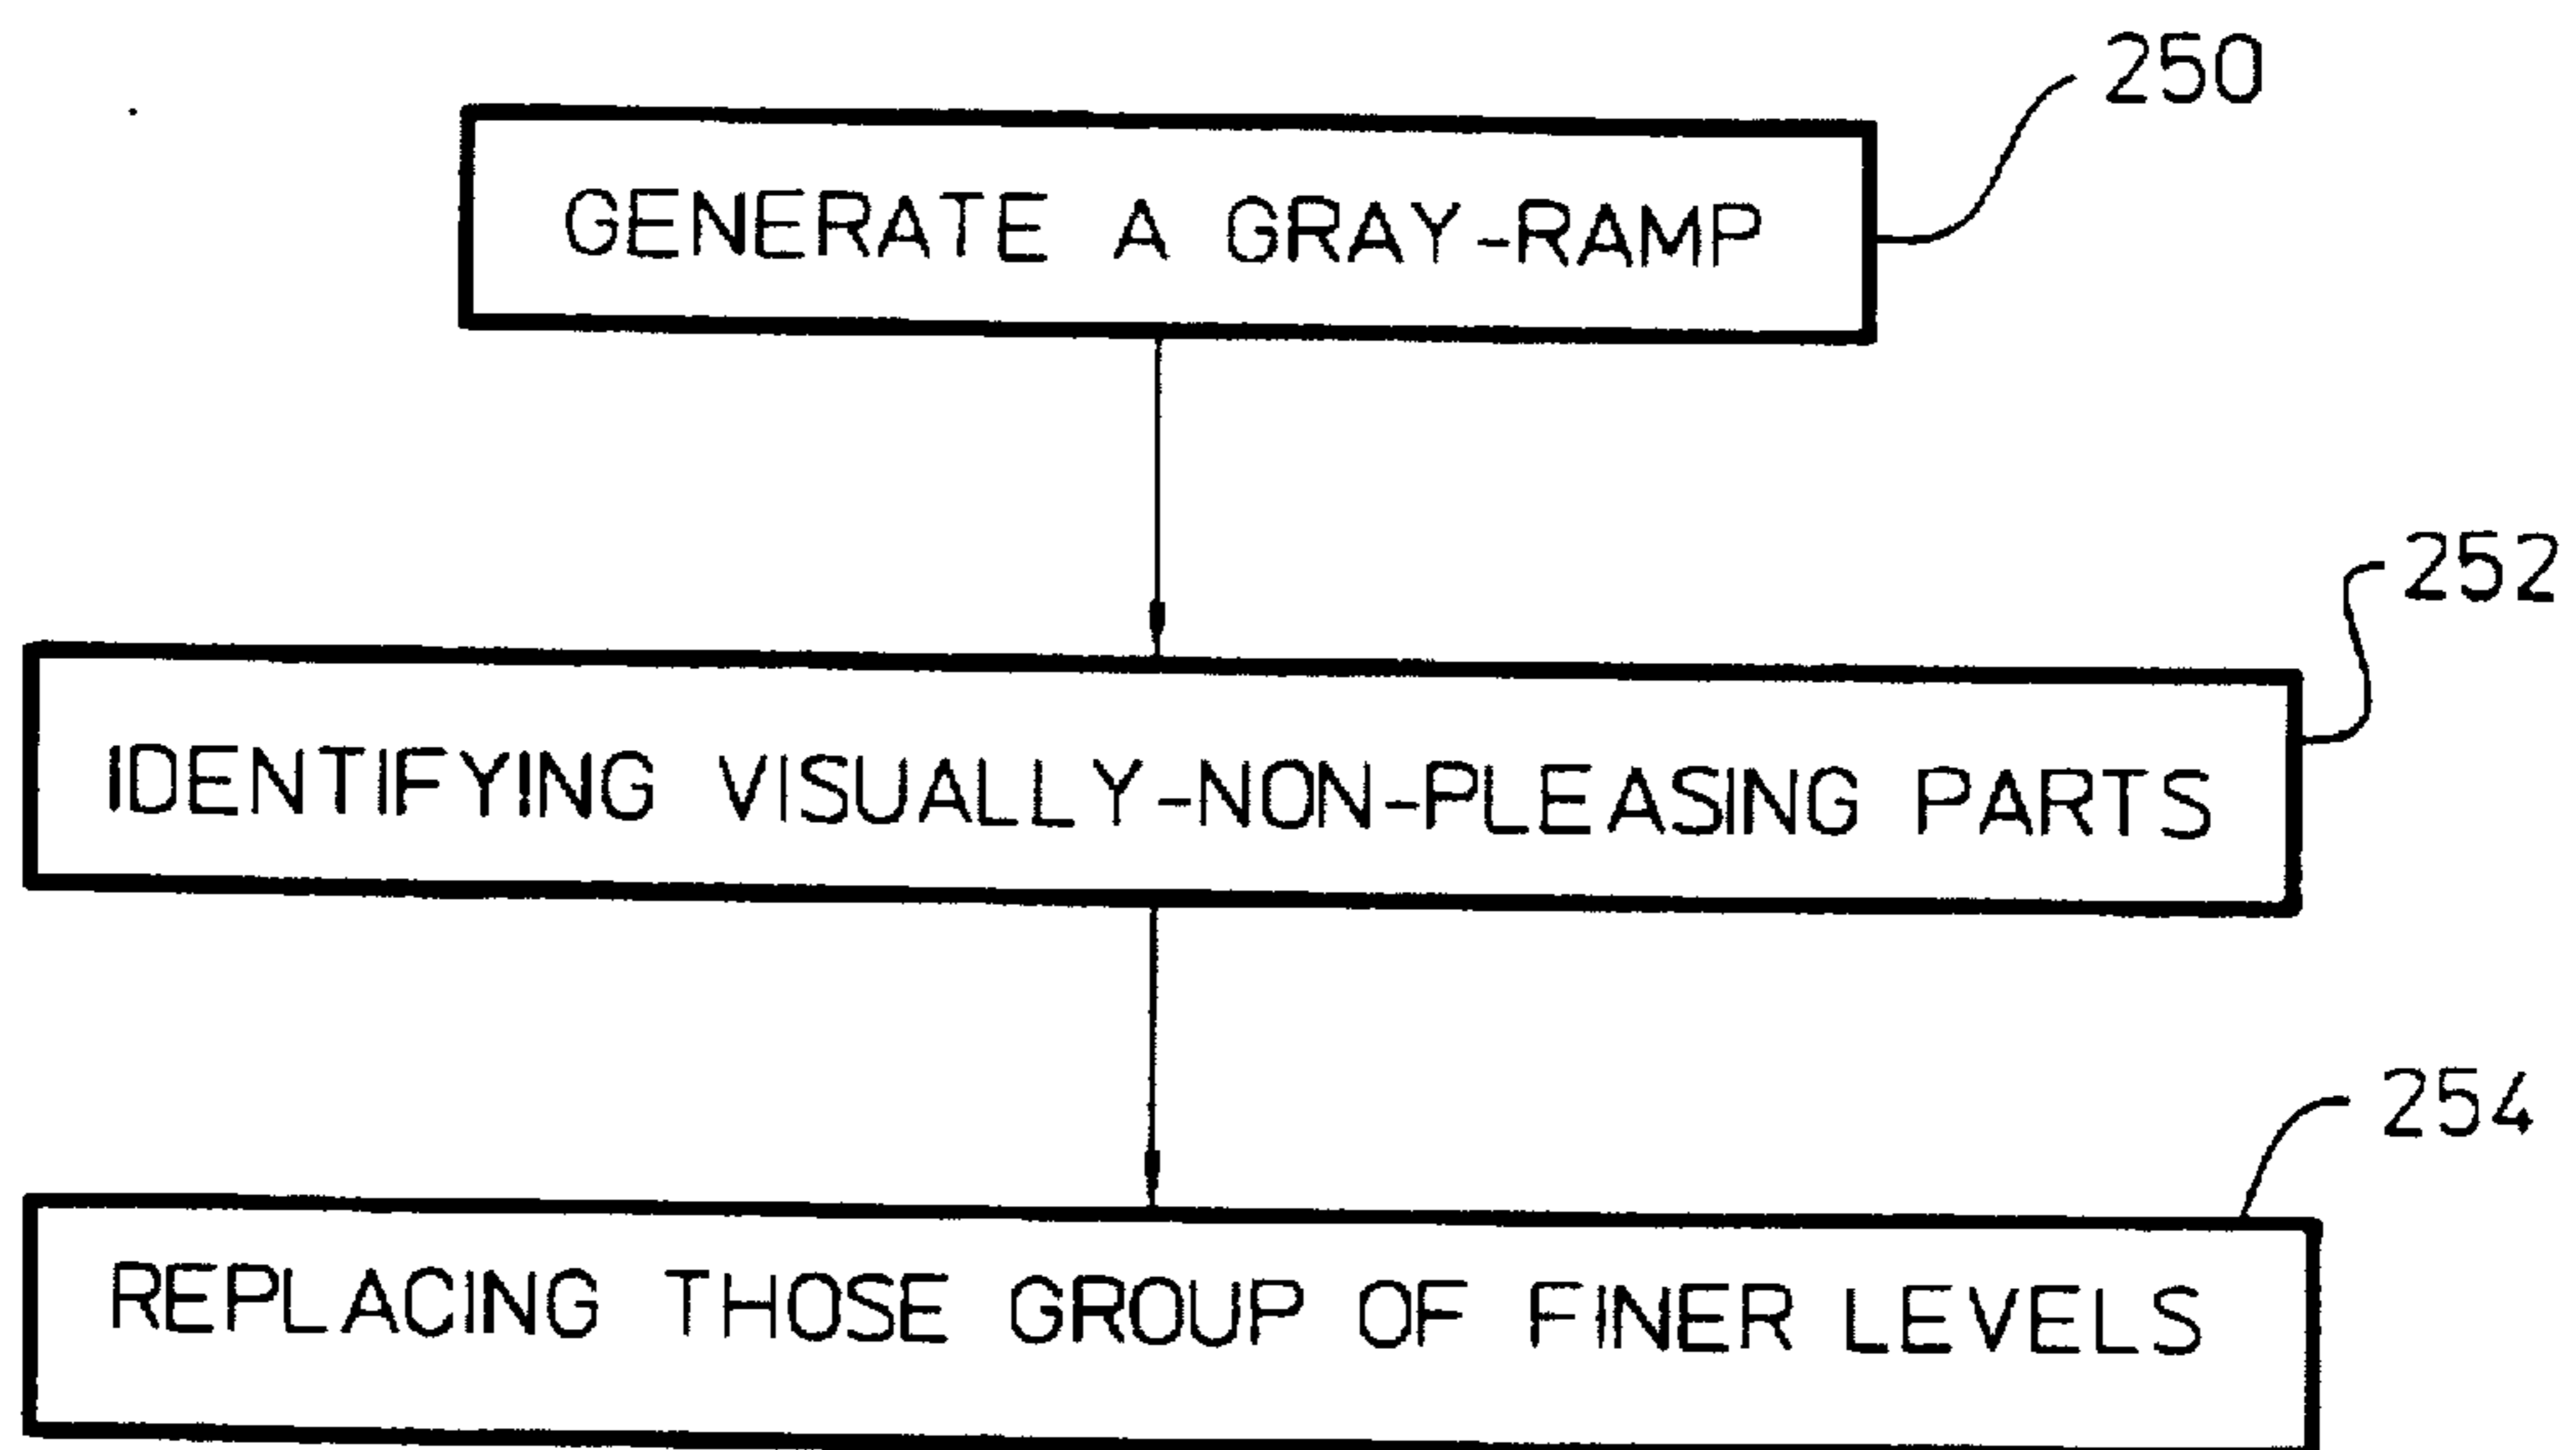 250
GENERATE A GRAY-RAMP
252
IDENTIFYING VISUALLY-NON-PLEASING PARTS
254
REPLACING THOSE GROUP OF FINER LEVELS